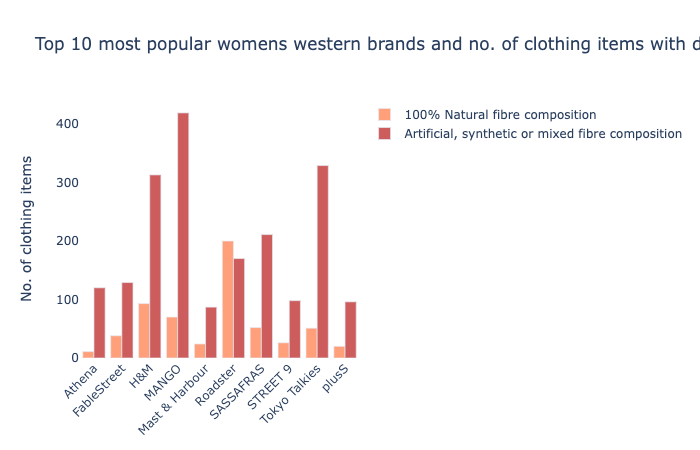 Top 10 most popular womens western brands and no. of clothing items with
100% Natural fibre composition
Artificial, synthetic or mixed fibre composition
No. of clothing items
400
300
200
100
0
Athena
FableStreet
H&M
MANGO
Mast & Harbour
Roadster
SASSAFRAS
STREET 9
Tokyo Talkies
plusS